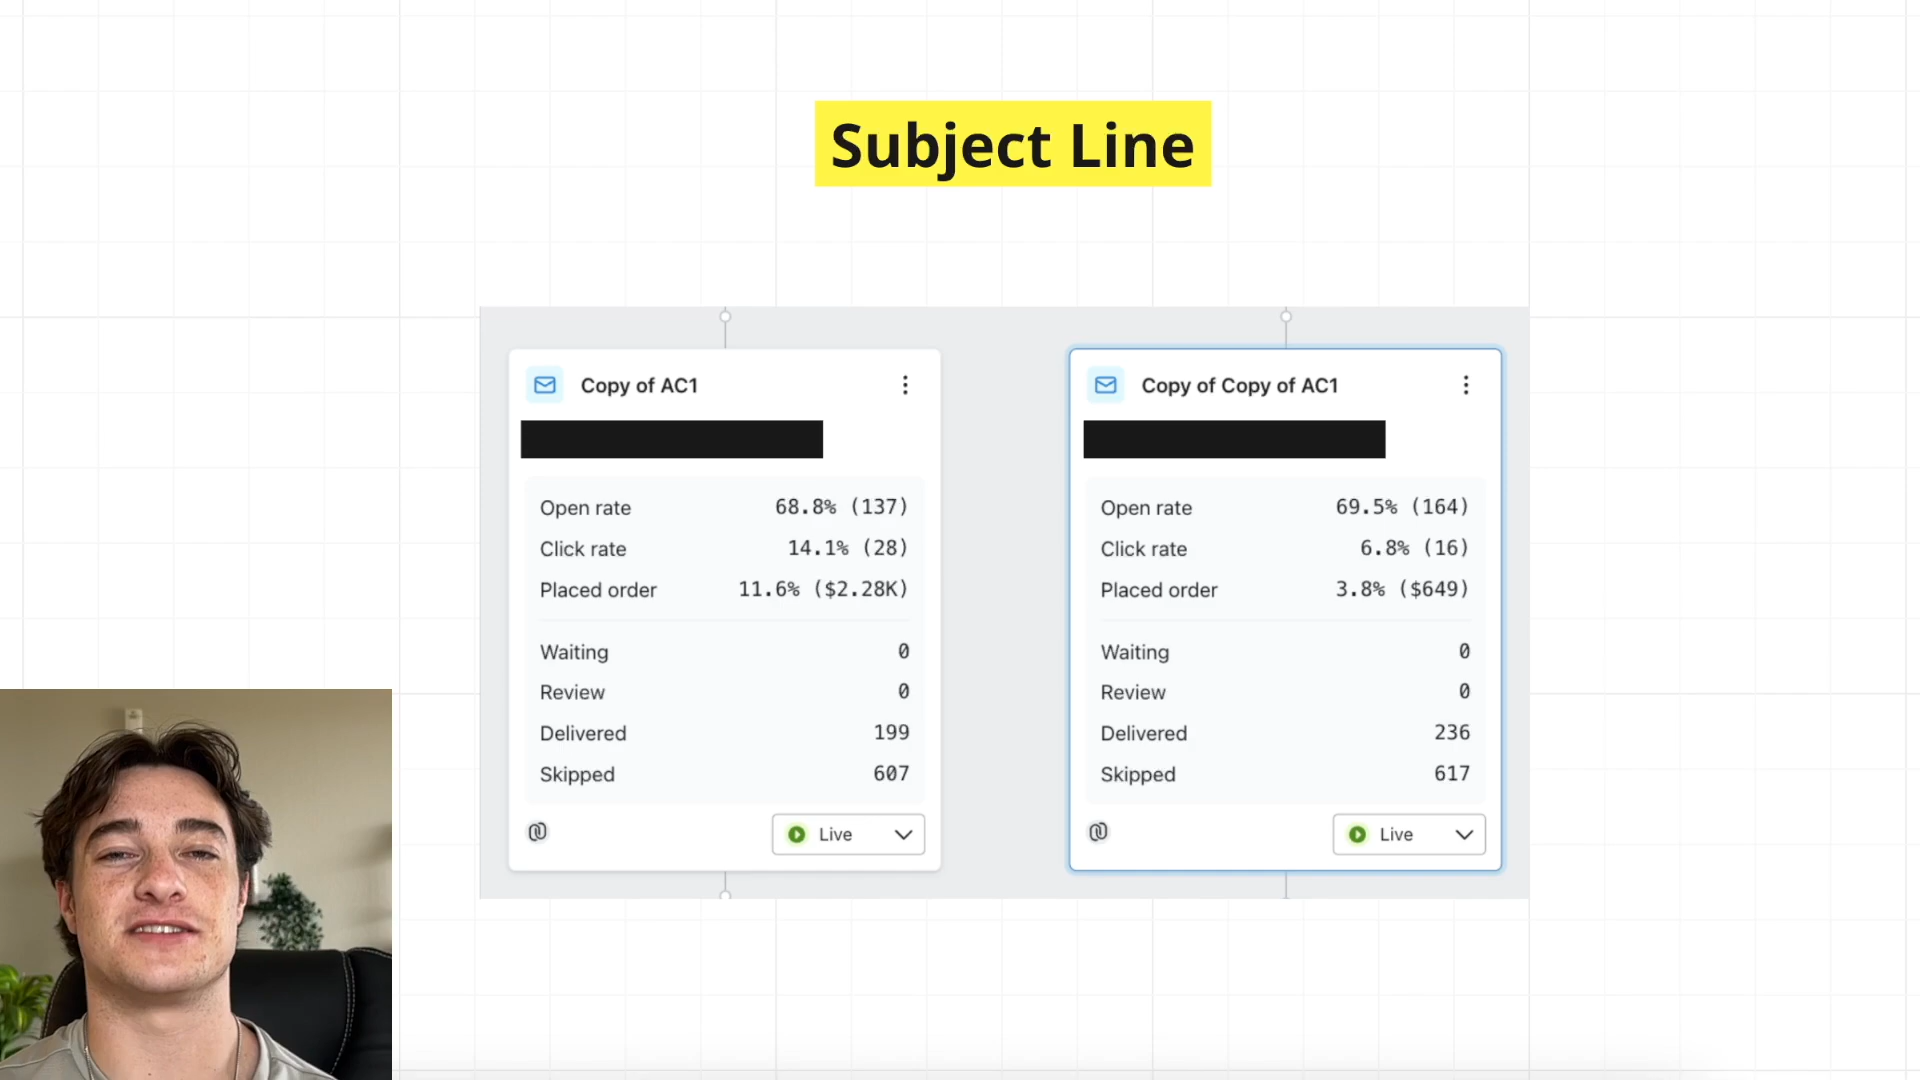 Subject Line
Copy of AC1
Open rate 68.8% (137)
Click rate 14.1% (28)
Placed order 11.6% ($2.28K)
Waiting 0
Review 0
Delivered 199
Skipped 607
Live
Copy of Copy of AC1
Open rate 69.5% (164)
Click rate 6.8% (16)
Placed order 3.8% ($649)
Waiting 0
Review 0
Delivered 236
Skipped 617
Live